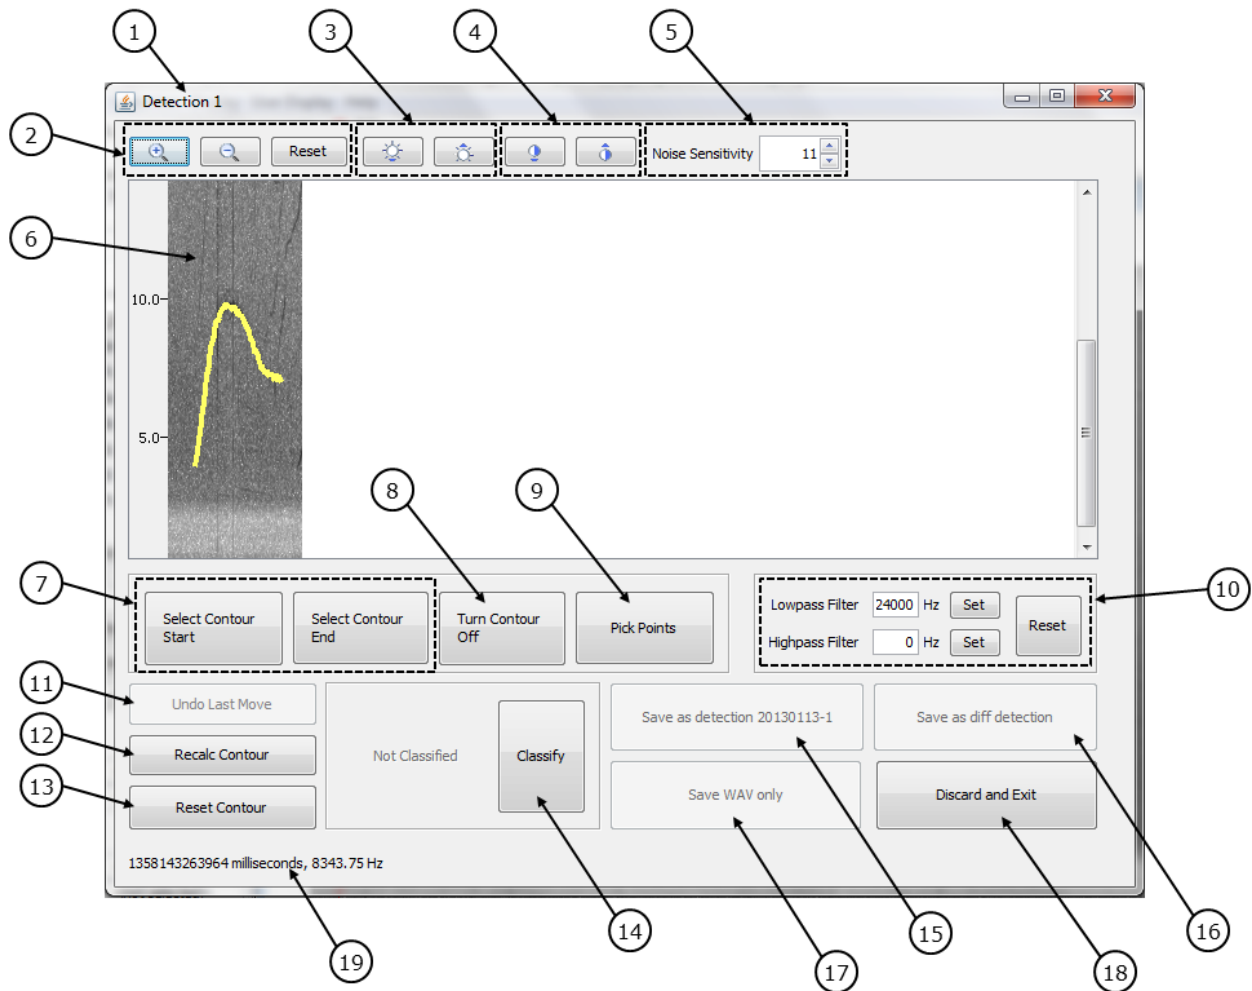 1
3
4
5
Detection 1
2
Reset
Noise Sensitivity
11
6
10.0
5.0
8
9
7
Select Contour
Start
Select Contour
End
Turn Contour
Off
Pick Points
Lowpass Filter 24000 Hz Set
Highpass Filter 0 Hz Set
Reset
10
11
Undo Last Move
12
Recalc Contour
13
Reset Contour
Not Classified
Classify
Save as detection 20130113-1
Save as diff detection
Save WAV only
Discard and Exit
1358143263964 milliseconds, 8343.75 Hz
14
15
16
17
18
19